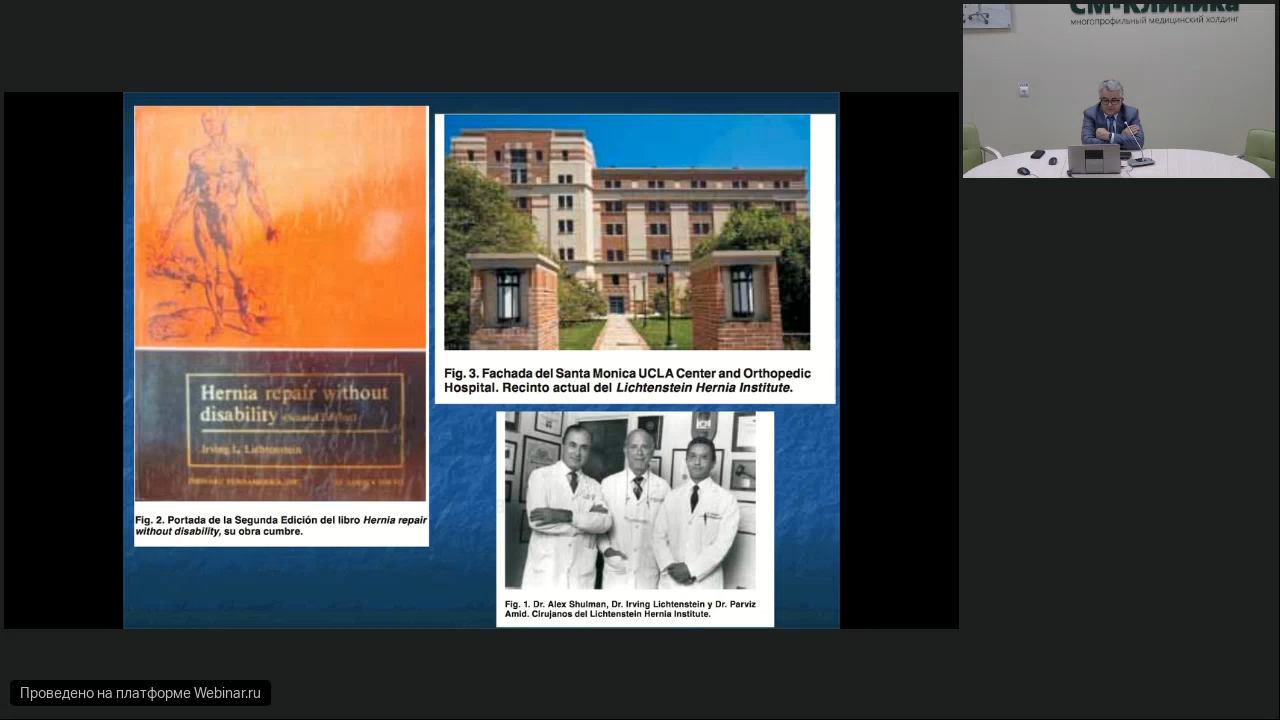 Hernia repair without
disability
Irving L. Lichtenstein
Fig. 2. Portada de la Segunda Edición del libro Hernia repair
without disability, su obra cumbre.
Fig. 3. Fachada del Santa Monica UCLA Center and Orthopedic
Hospital. Recinto actual del Lichtenstein Hernia Institute.
Fig. 1. Dr. Alex Shulman, Dr. Irving Lichtenstein y Dr. Parviz
Amid. Cirujanos del Lichtenstein Hernia Institute.
СМ-Клиника
многопрофильный медицинский холдинг
Проведено на платформе Webinar.ru